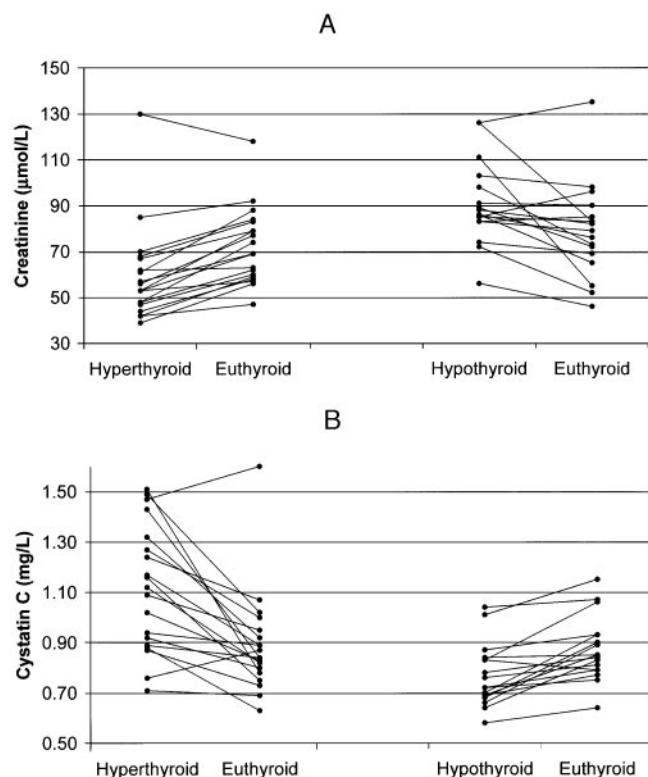 A
150
130
110
90
70
50
30
Creatinine (µmol/L)
Hyperthyroid Euthyroid Hypothyroid Euthyroid
B
1.50
1.30
1.10
0.90
0.70
0.50
Cystatin C (mg/L)
Hyperthyroid Euthyroid Hypothyroid Euthyroid